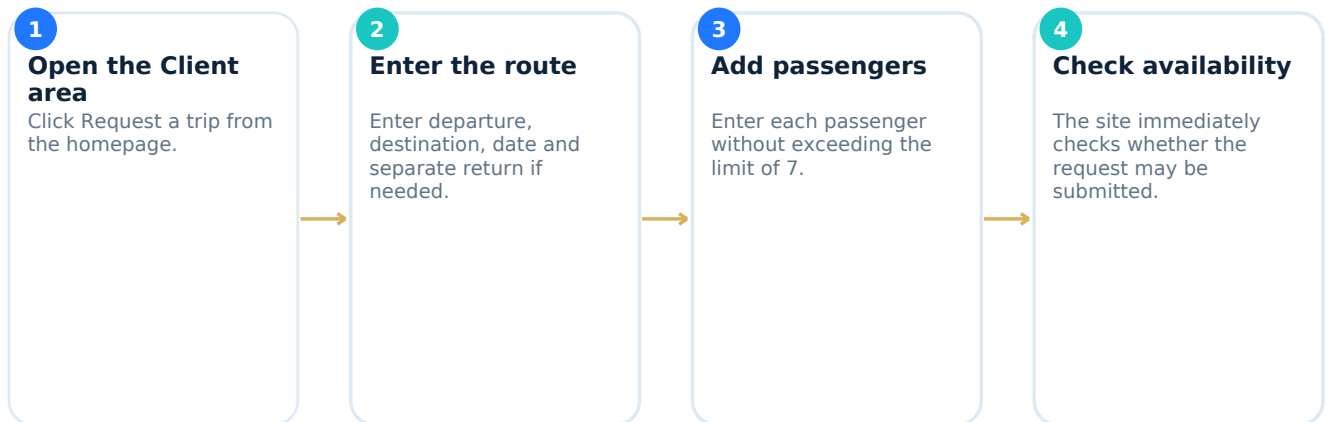 1
Open the Client
area
Click Request a trip from
the homepage.
2
Enter the route
Enter departure,
destination, date and
separate return if
needed.
3
Add passengers
Enter each passenger
without exceeding the
limit of 7.
4
Check availability
The site immediately
checks whether the
request may be
submitted.